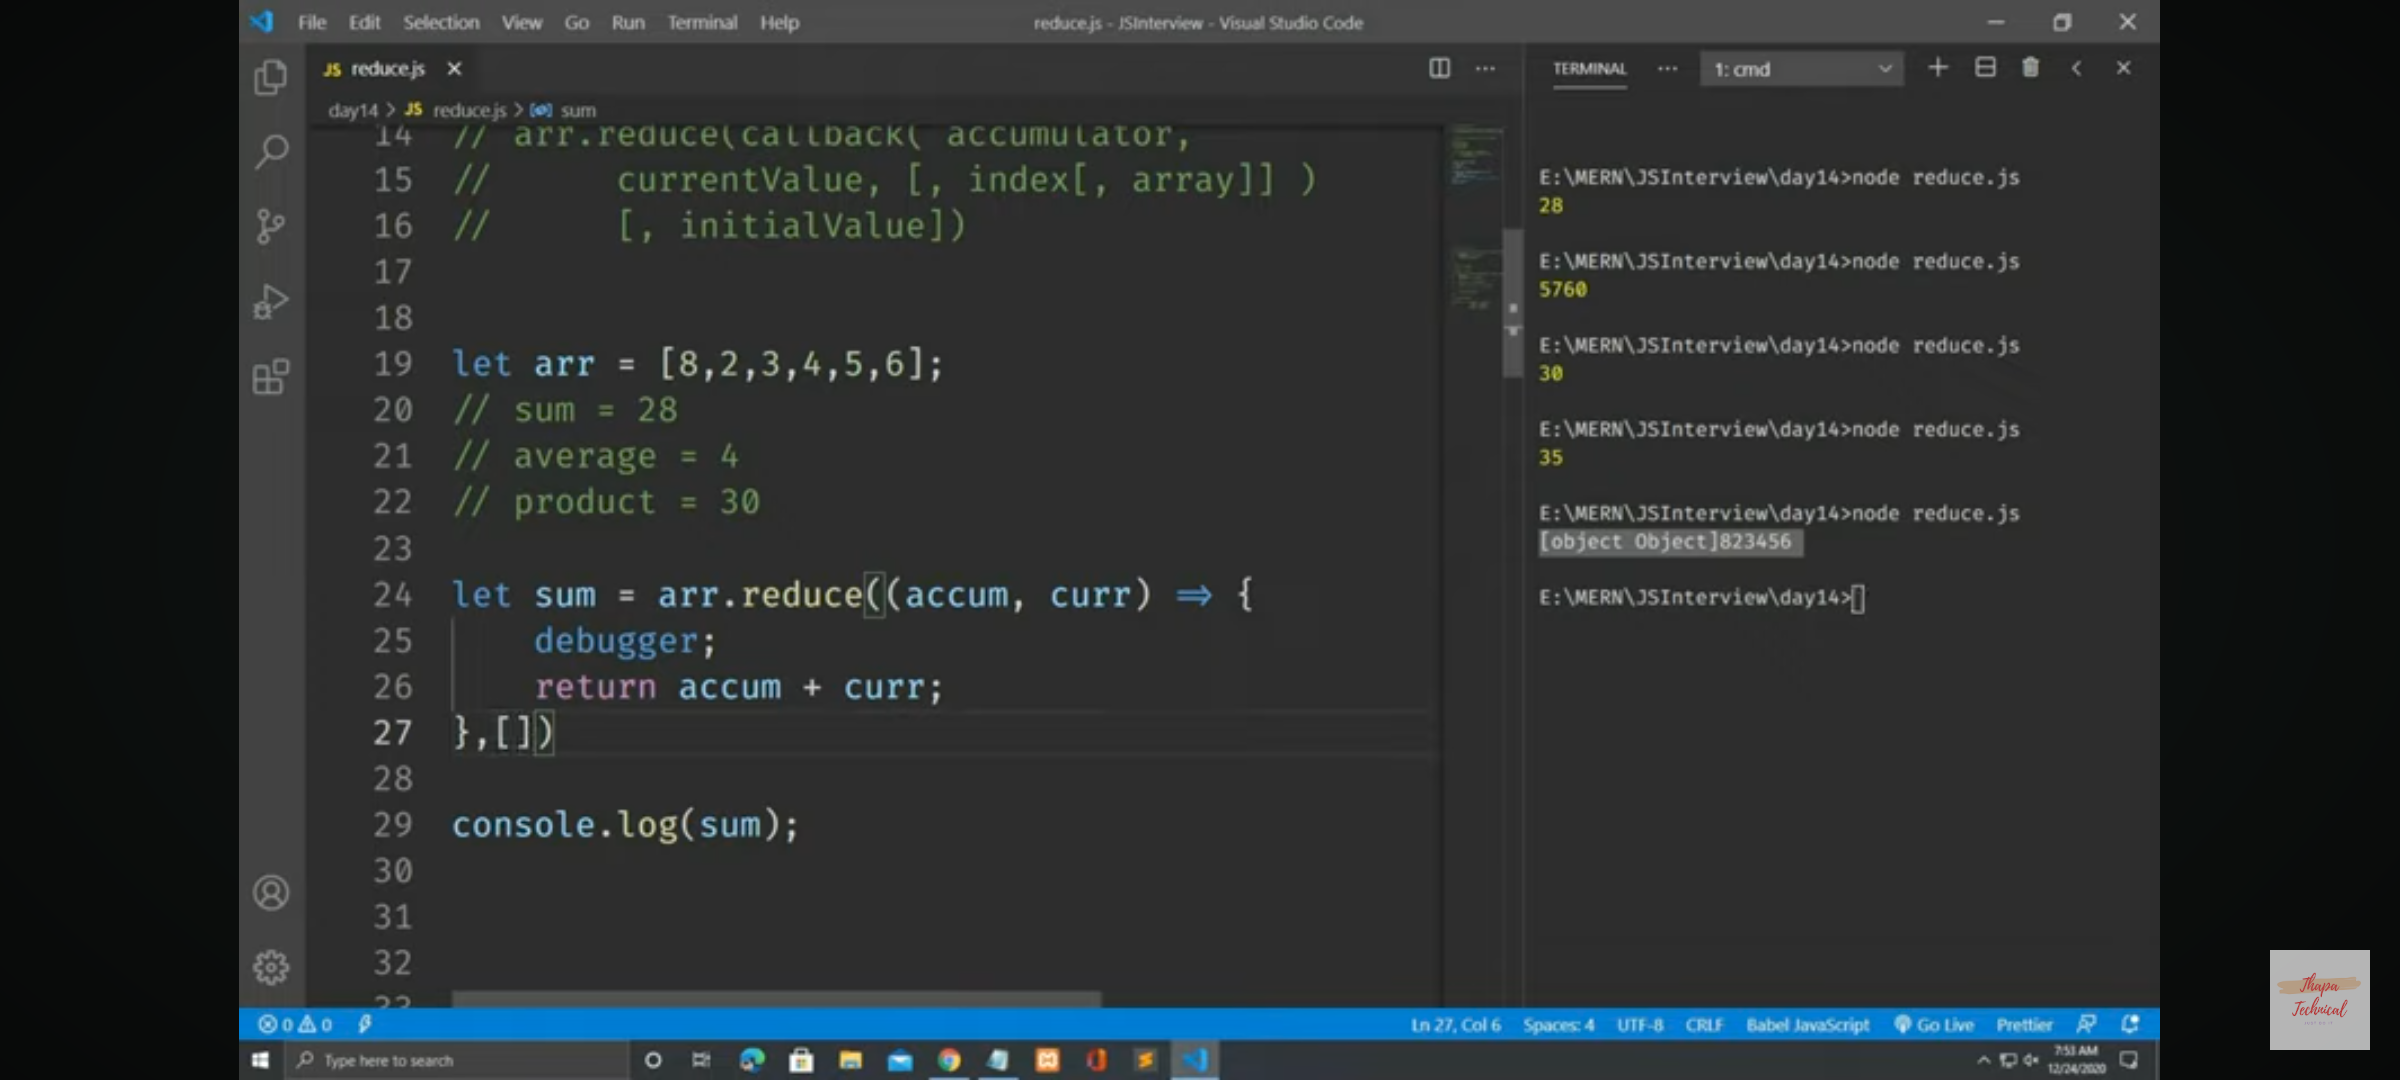 File Edit Selection View Go Run Terminal Help
reduce.js - JSInterview - Visual Studio Code
JS reduce.js
day14 > JS reduce.js > sum
14 // arr.reduce(callback( accumulator,
15 // currentValue, [, index[, array]] )
16 // [, initialValue])
17
18
19 let arr = [8,2,3,4,5,6];
20 // sum = 28
21 // average = 4
22 // product = 30
23
24 let sum = arr.reduce((accum, curr) => {
25 debugger;
26 return accum + curr;
27 },[])
28
29 console.log(sum);
30
31
32
33
TERMINAL ... 1: cmd
E:\MERN\JSInterview\day14>node reduce.js
28
E:\MERN\JSInterview\day14>node reduce.js
5760
E:\MERN\JSInterview\day14>node reduce.js
30
E:\MERN\JSInterview\day14>node reduce.js
35
E:\MERN\JSInterview\day14>node reduce.js
[object Object]823456
E:\MERN\JSInterview\day14>
0 0
Ln 27, Col 6 Spaces: 4 UTF-8 CRLF Babel JavaScript Go Live Prettier
Type here to search
7:53 AM
12/24/2020
Thapa
Technical